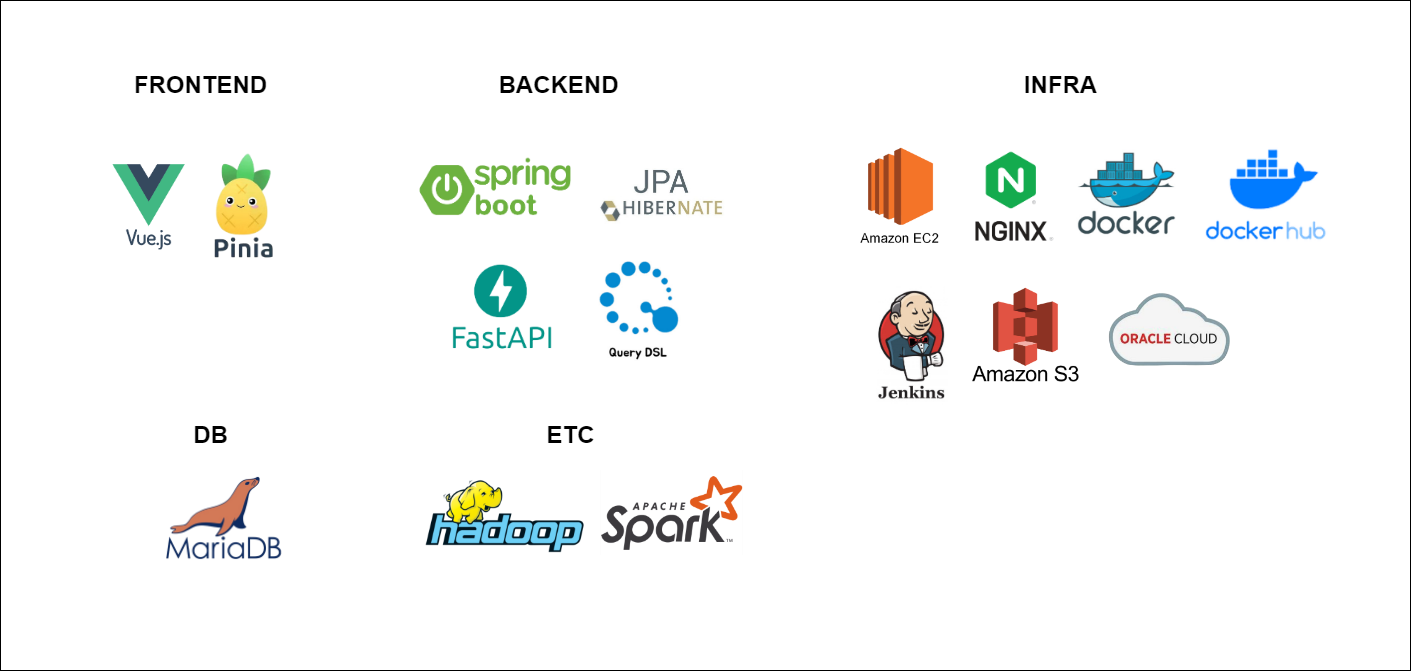 FRONTEND
BACKEND
INFRA
Vue.js
Pinia
spring
boot
JPA
HIBERNATE
Amazon EC2
N
NGINX
docker
docker hub
FastAPI
Query DSL
Jenkins
Amazon S3
ORACLE CLOUD
DB
ETC
MariaDB
hadoop
APACHE
Spark™